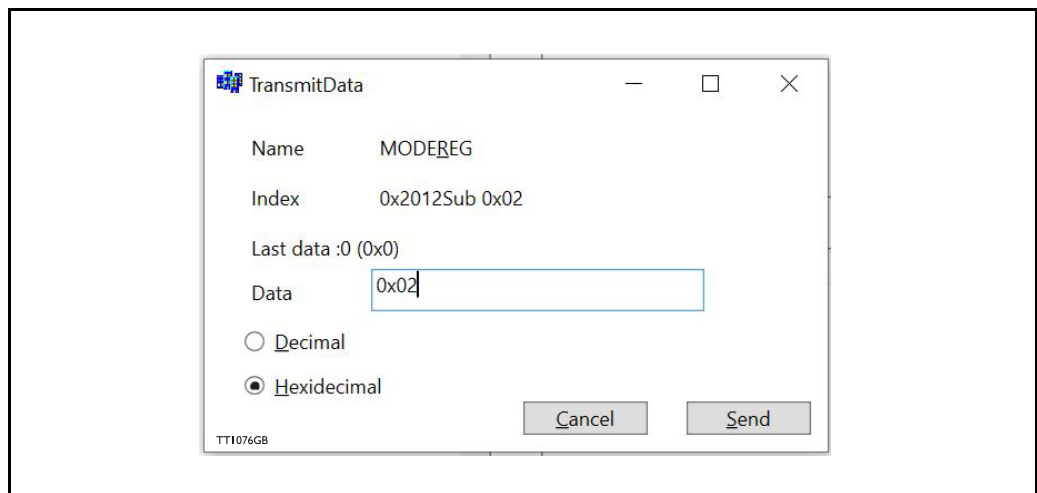 TransmitData
Name MODEREG
Index 0x2012Sub 0x02
Last data :0 (0x0)
Data 0x02
Decimal
Hexidecimal
Cancel Send
TT1076GB